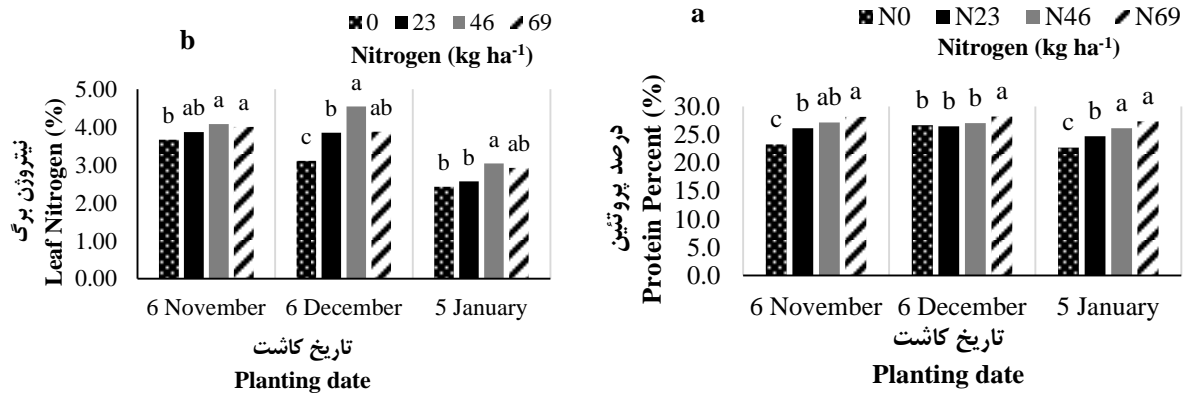 b
0 23 46 69
Nitrogen (kg ha-1)
نیتروژن برگ
Leaf Nitrogen (%)
5.00
4.00
3.00
2.00
1.00
0.00
b ab a a
c b a ab
b b a ab
6 November 6 December 5 January
تاریخ کاشت
Planting date
a
N0 N23 N46 N69
Nitrogen (kg ha-1)
درصد پروتئین
Protein Percent (%)
30.0
25.0
20.0
15.0
10.0
5.0
0.0
c b ab a
b b b a
c b a a
6 November 6 December 5 January
تاریخ کاشت
Planting date